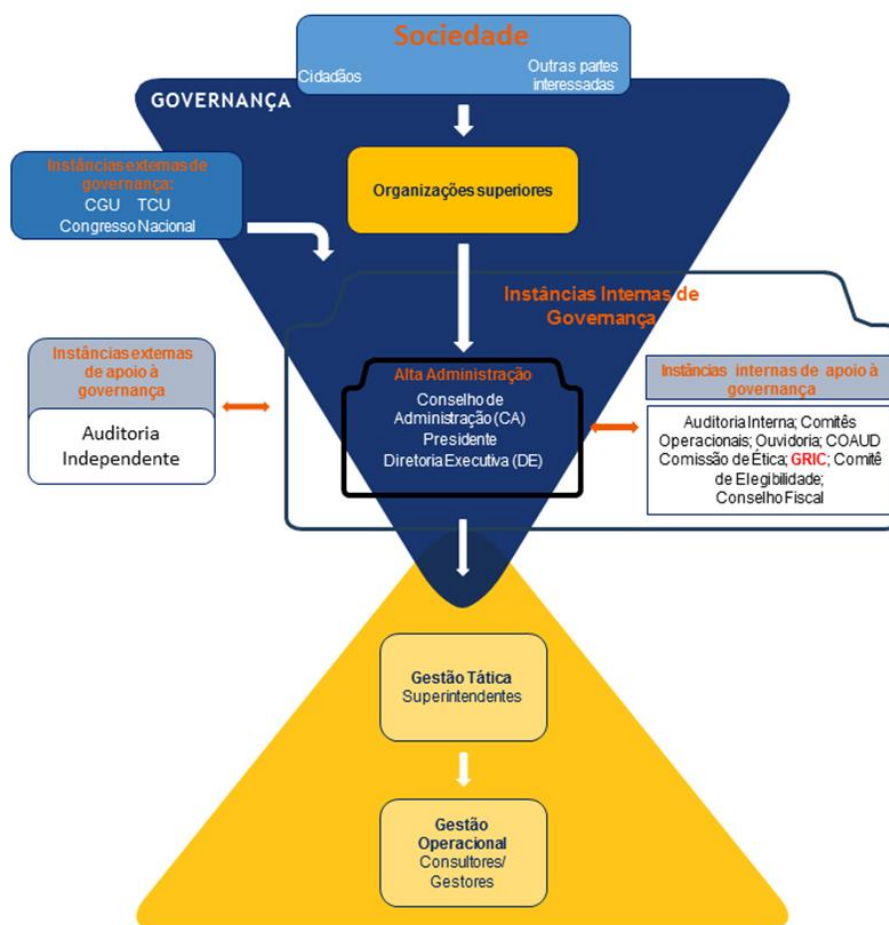 Sociedade
Cidadãos
Outras partes
interessadas
GOVERNANÇA
Instâncias externas de
governança:
CGU TCU
Congresso Nacional
Organizações superiores
Instâncias Internas de
Governança
Instâncias externas
de apoio à
governança
Auditoria
Independente
Alta Administração
Conselho de
Administração (CA)
Presidente
Diretoria Executiva (DE)
Instâncias internas de apoio à
governança
Auditoria Interna; Comitês
Operacionais; Ouvidoria; COAUD
Comissão de Ética; GRIC; Comitê
de Elegibilidade;
Conselho Fiscal
Gestão Tática
Superintendentes
Gestão
Operacional
Consultores/
Gestores